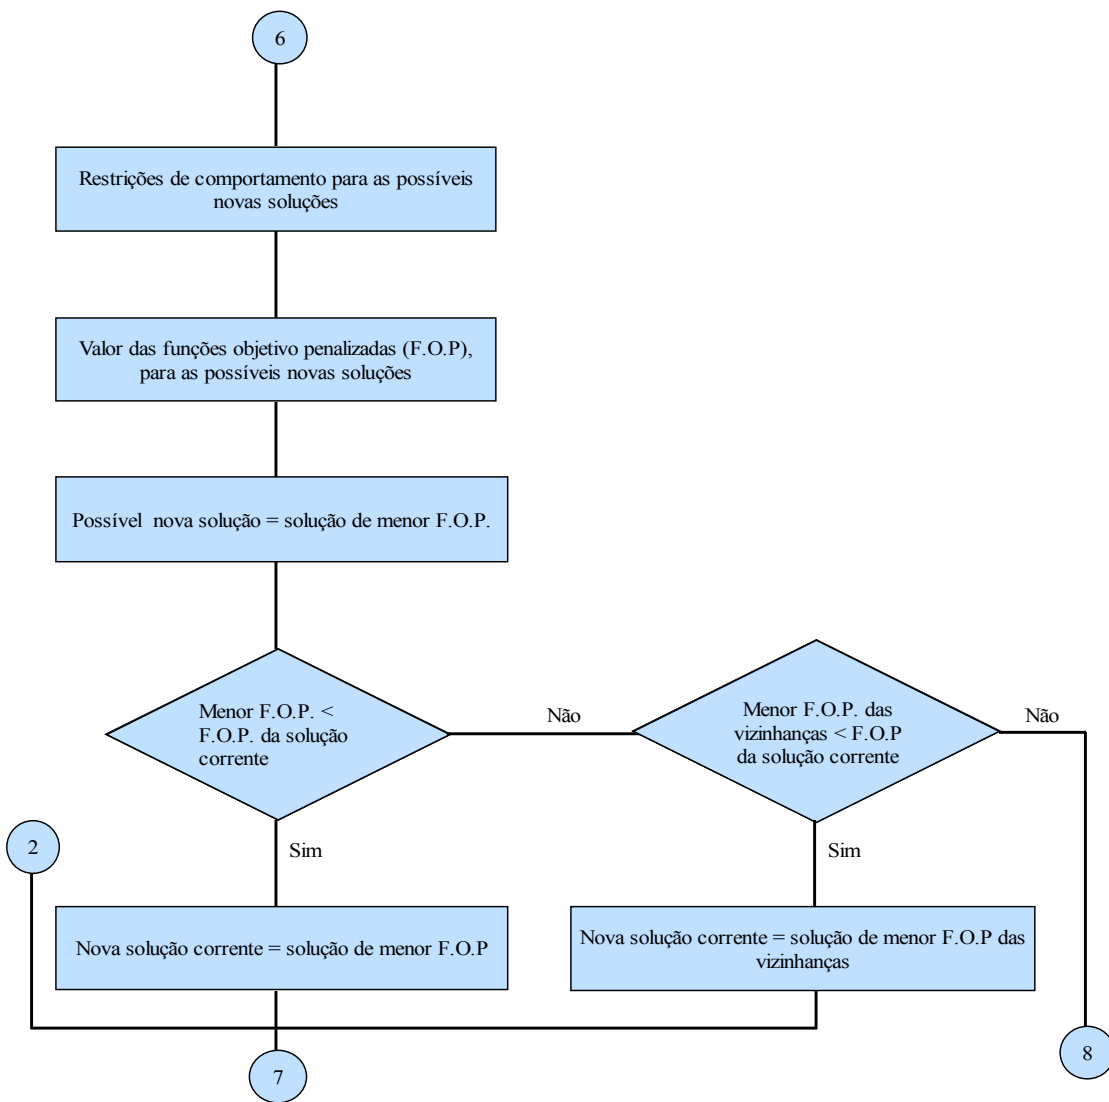 6
Restrições de comportamento para as possíveis
novas soluções
Valor das funções objetivo penalizadas (F.O.P),
para as possíveis novas soluções
Possível  nova solução = solução de menor F.O.P.
Menor F.O.P. <
F.O.P. da solução
corrente
Não
Menor F.O.P. das
vizinhanças < F.O.P
da solução corrente
Não
2
Sim
Sim
Nova solução corrente = solução de menor F.O.P
Nova solução corrente = solução de menor F.O.P das
vizinhanças
7
8